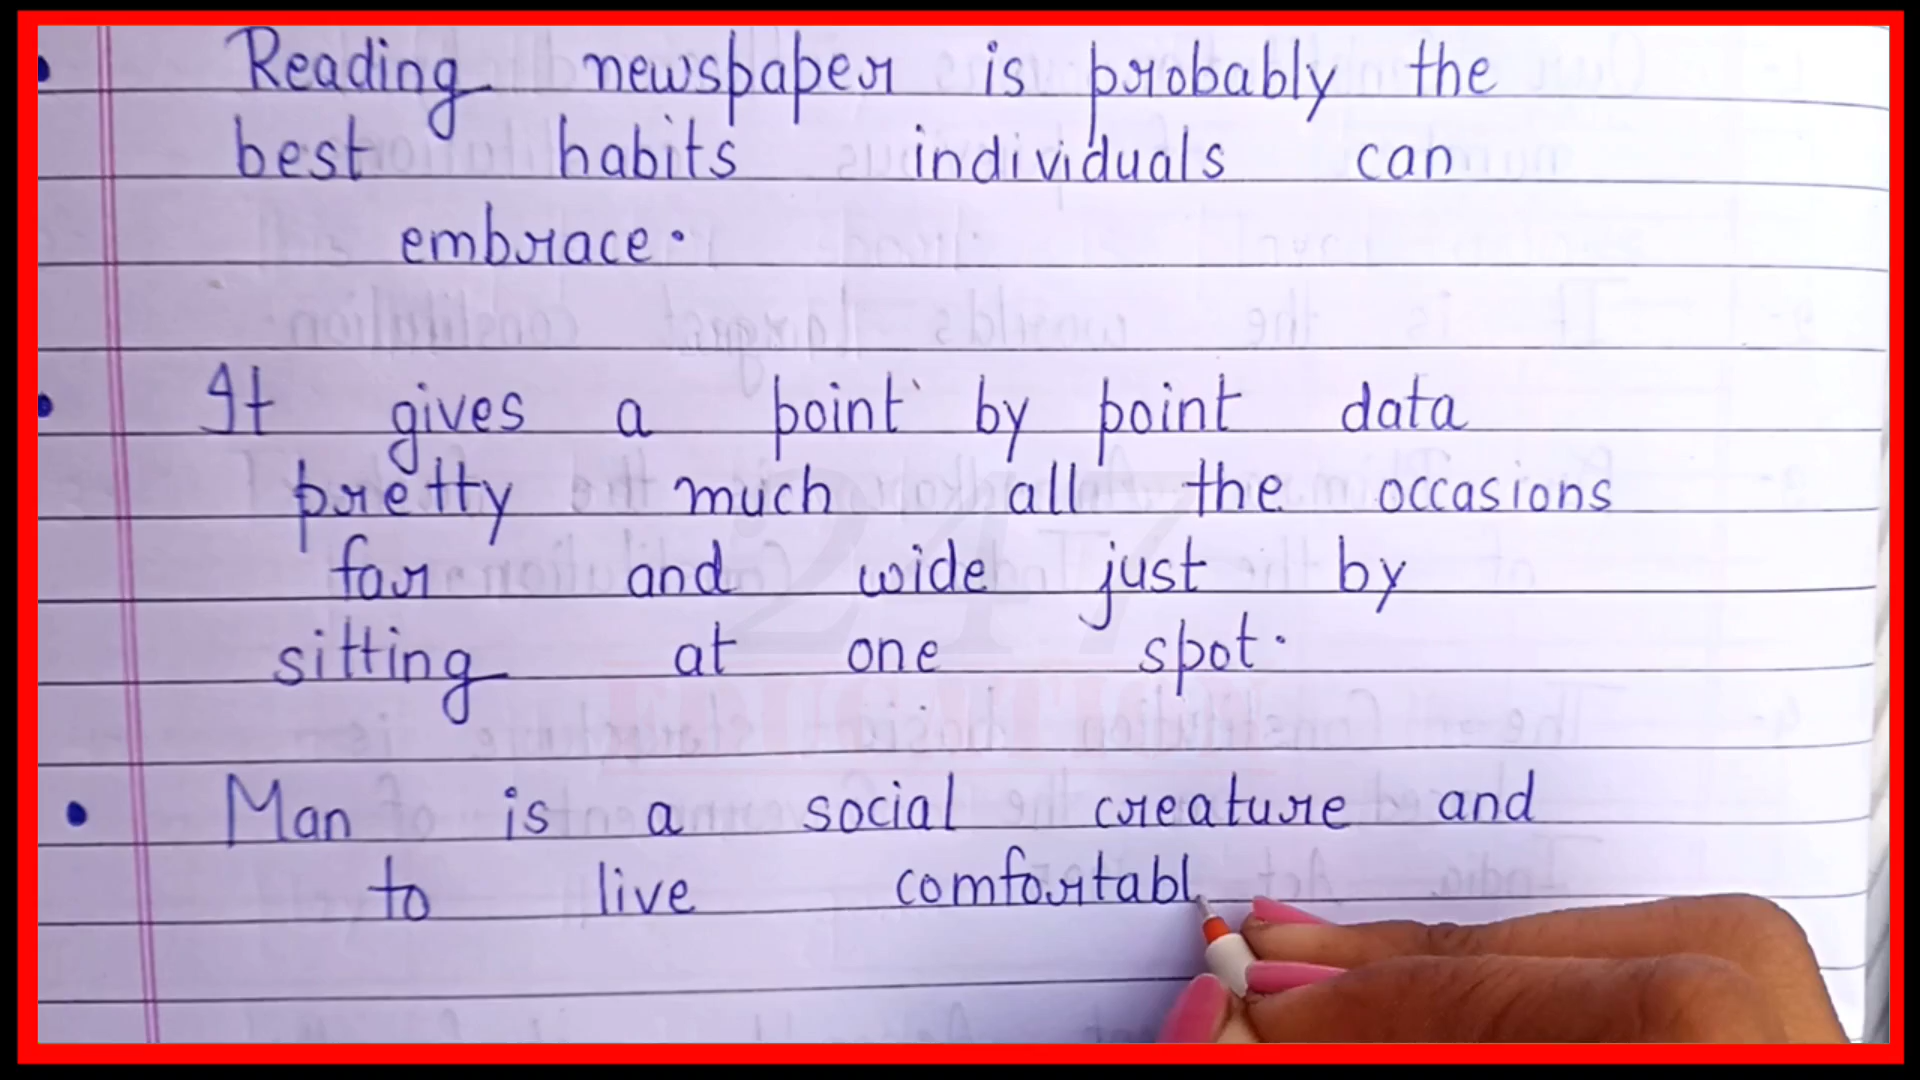 • Reading newspaper is probably the
best habits individuals can
embrace.
• It gives a point by point data
pretty much all the occasions
far and wide just by
sitting at one spot.
• Man is a social creature and
to live comfortabl
247
EDUCATION